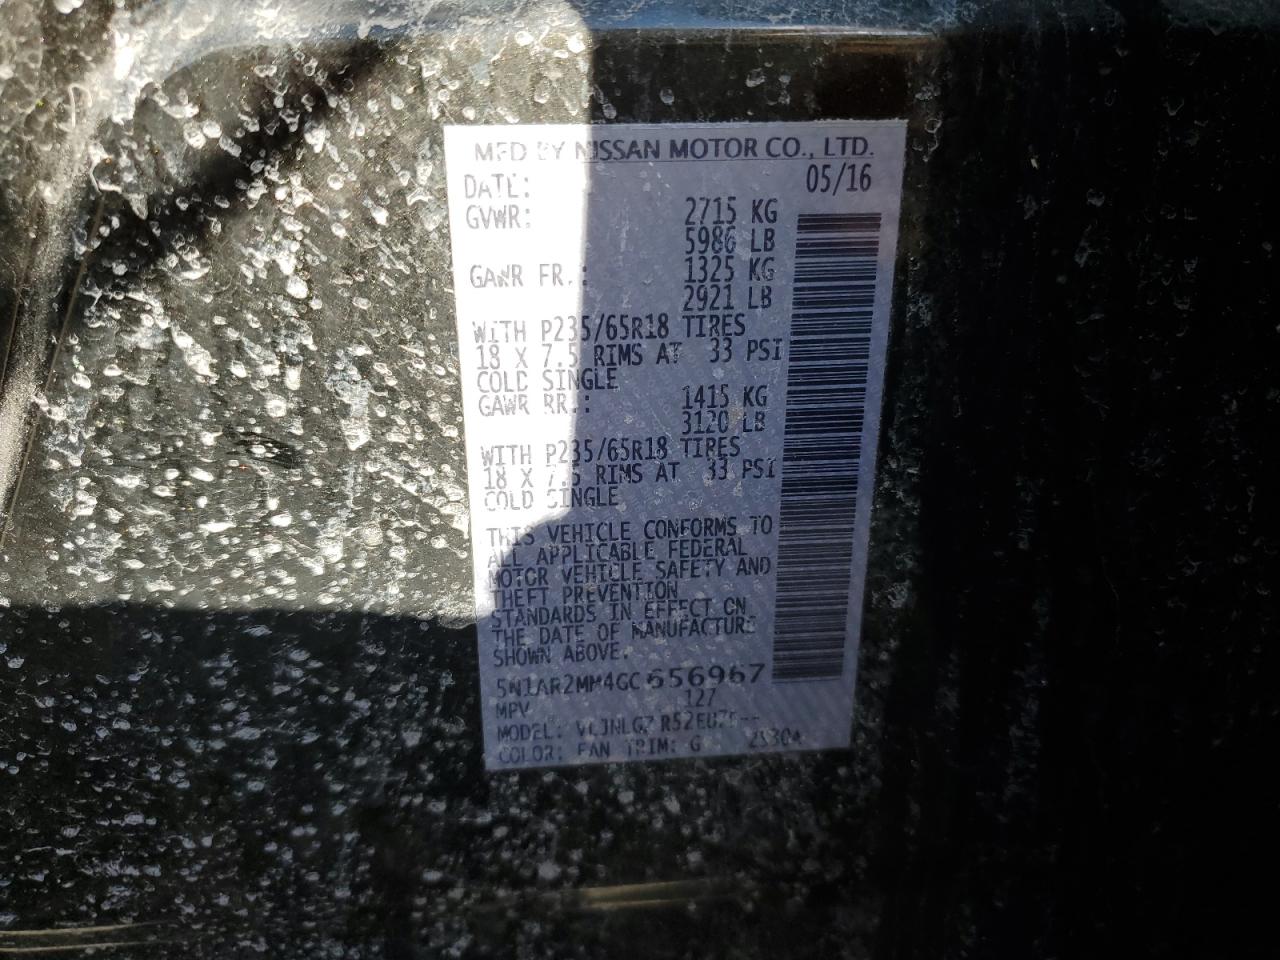 MFD BY NISSAN MOTOR CO., LTD.
DATE: 05/16
GVWR: 2715 KG
5986 LB
GAWR FR.: 1325 KG
2921 LB
WITH P235/65R18 TIRES
18 X 7.5 RIMS AT 33 PSI
COLD SINGLE
GAWR RR.: 1415 KG
3120 LB
WITH P235/65R18 TIRES
18 X 7.5 RIMS AT 33 PSI
COLD SINGLE
THIS VEHICLE CONFORMS TO
ALL APPLICABLE FEDERAL
MOTOR VEHICLE SAFETY AND
THEFT PREVENTION
STANDARDS IN EFFECT ON
THE DATE OF MANUFACTURE
SHOWN ABOVE.
5N1AR2MM4GC656967
MPV 127
MODEL:
COLOR: TRIM: G